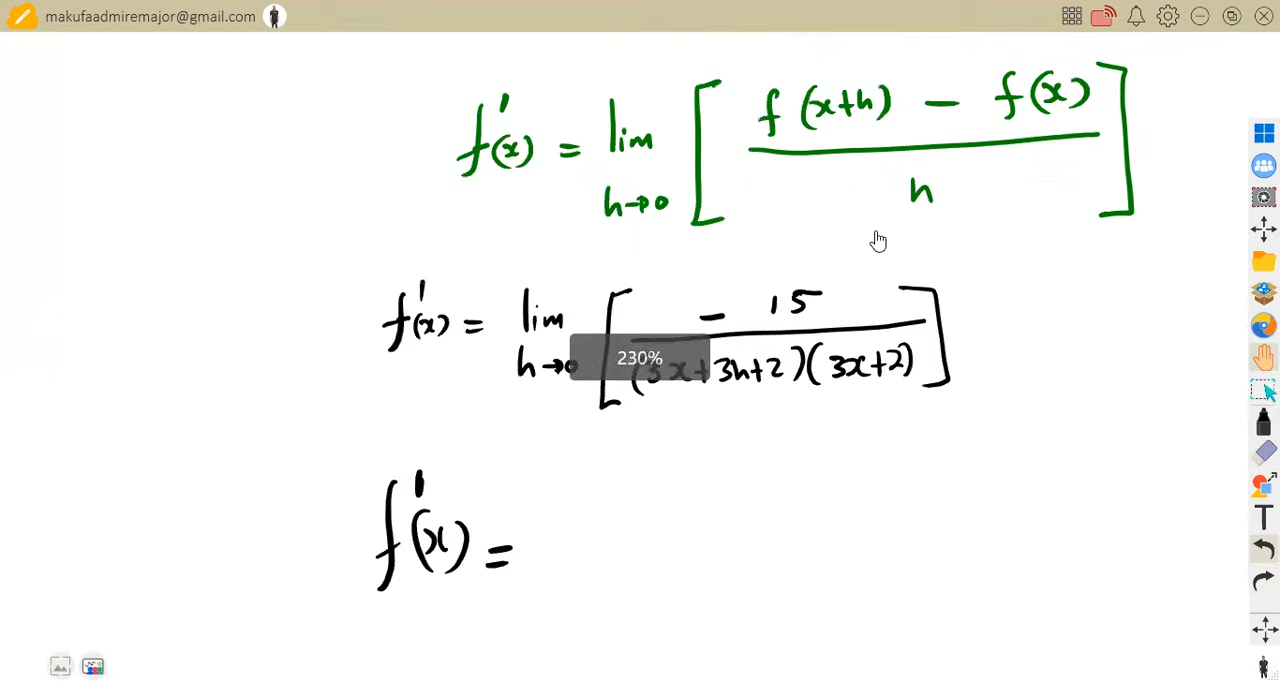 makufaadmiremajor@gmail.com
f'(x) = lim h→0 [ f(x+h) − f(x) / h ]
f'(x) = lim h→0 [ − 15 / (3x+3h+2)(3x+2) ]
230%
f'(x) =
T